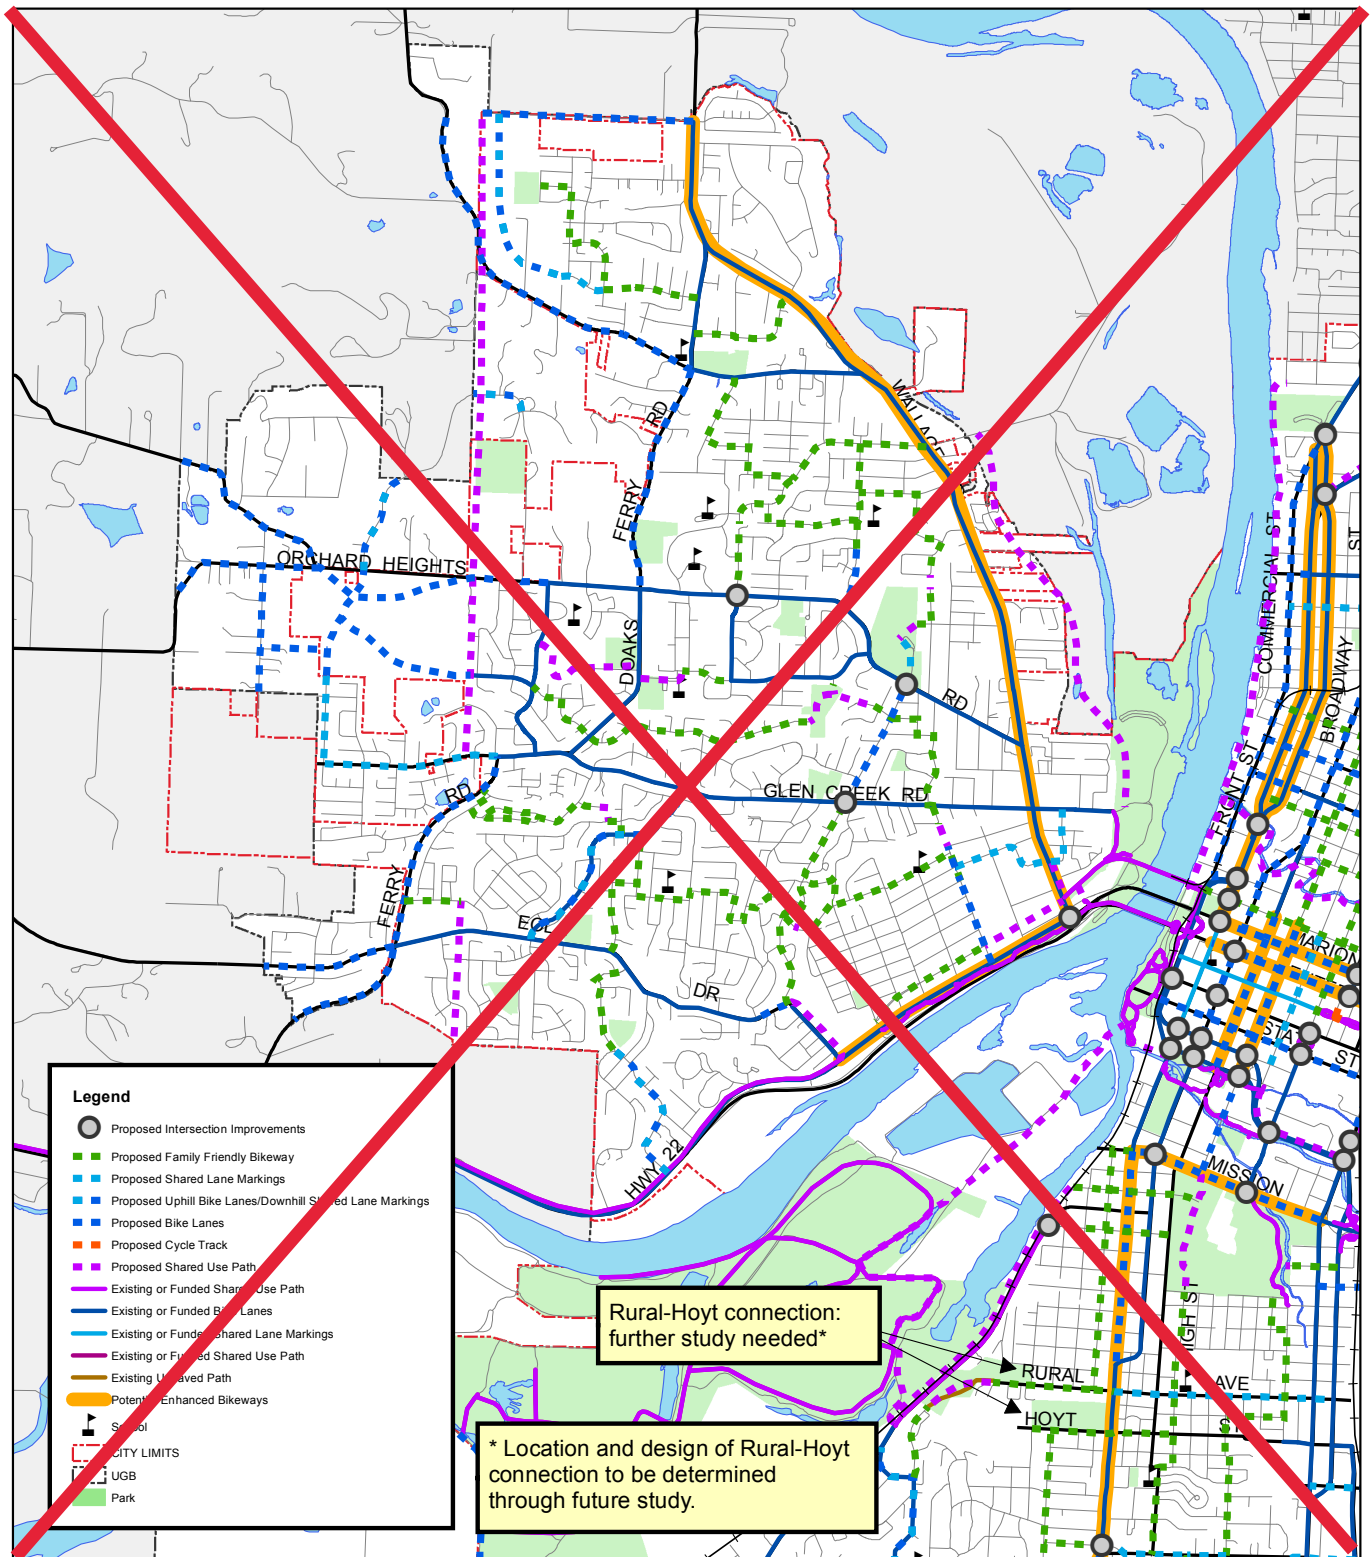 WALLACE
RD
FERRY
ORCHARD HEIGHTS
DOAKS
RD
GLEN CREEK RD
RD
FERRY
DR
HWY 22
COMMERCIAL ST
ST
BROADWAY
FRONT ST
MARION
ST
MISSION
RURAL
AVE
HOYT
Legend
Proposed Intersection Improvements
Proposed Family Friendly Bikeway
Proposed Shared Lane Markings
Proposed Uphill Bike Lanes/Downhill Shared Lane Markings
Proposed Bike Lanes
Proposed Cycle Track
Proposed Shared Use Path
Existing or Funded Shared Use Path
Existing or Funded Bike Lanes
Existing or Funded Shared Lane Markings
Existing or Funded Shared Use Path
Existing Unpaved Path
Potential Enhanced Bikeways
School
CITY LIMITS
UGB
Park
Rural-Hoyt connection:
further study needed*
* Location and design of Rural-Hoyt
connection to be determined
through future study.